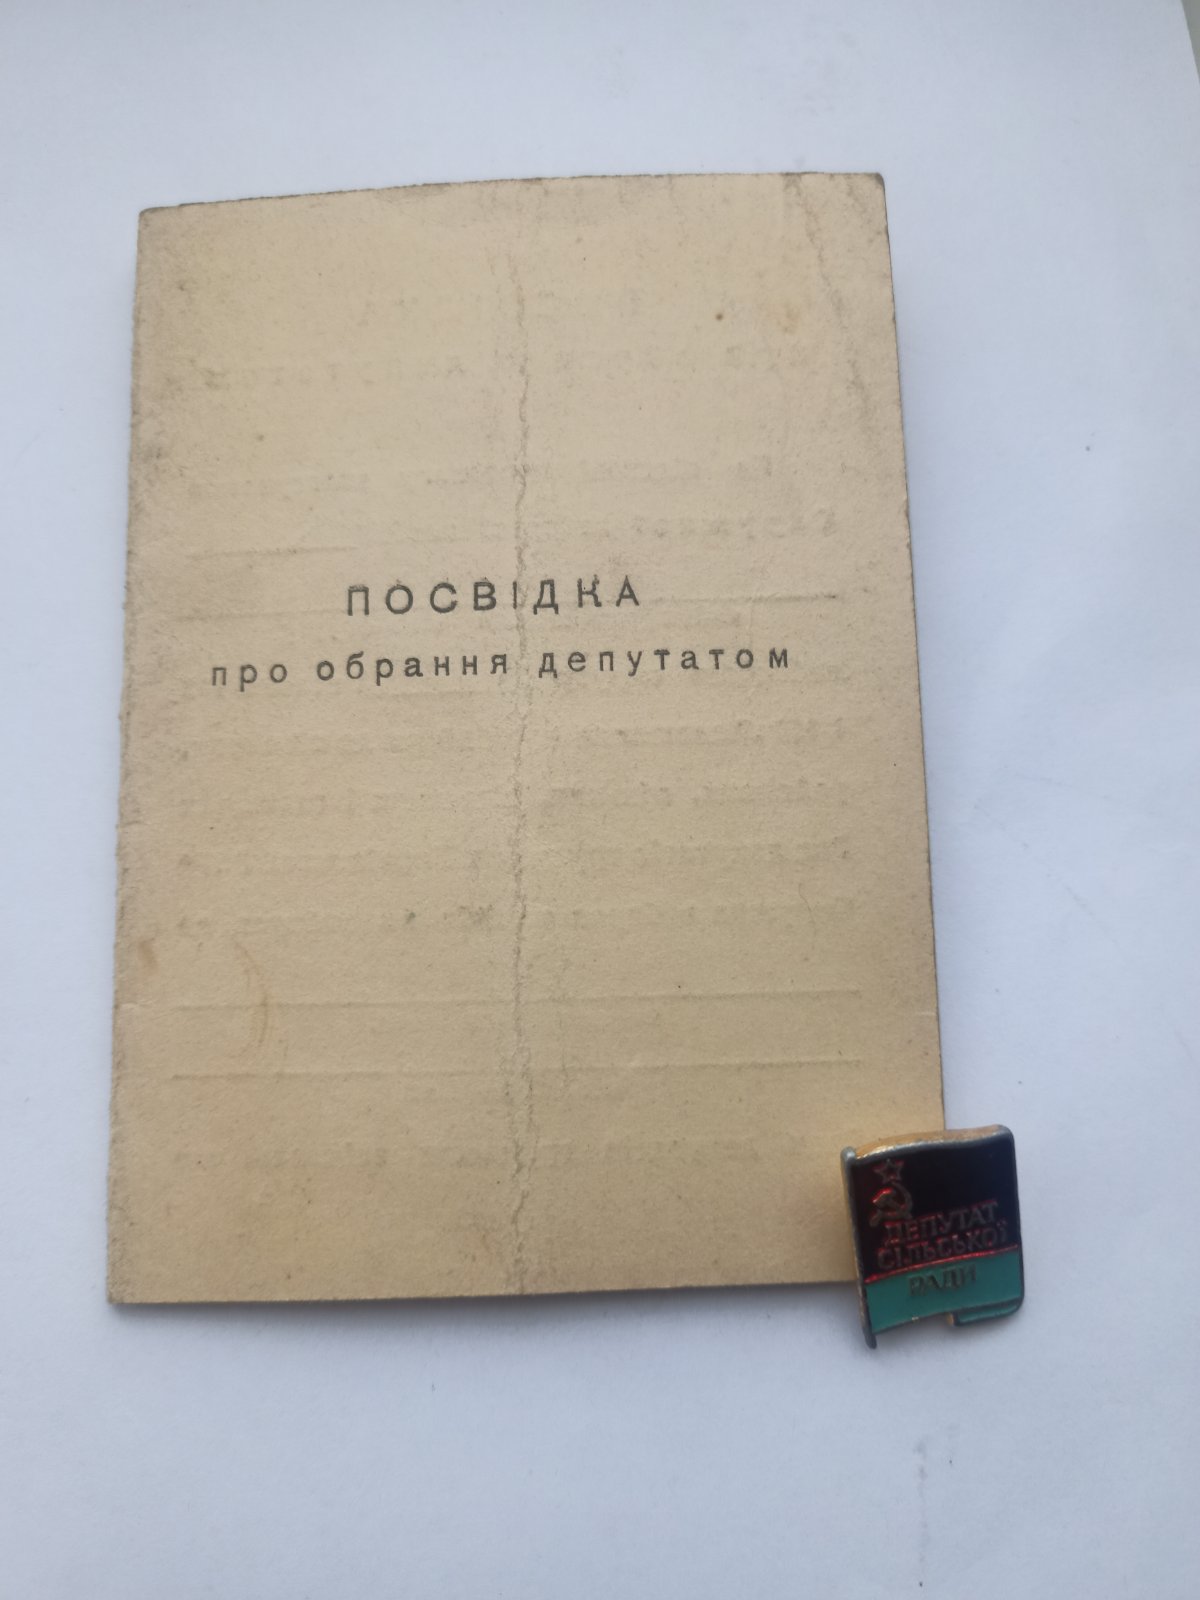 ПОСВІДКА
про обрання депутатом
ДЕПУТАТ
СІЛЬСЬКОЇ
РАДИ